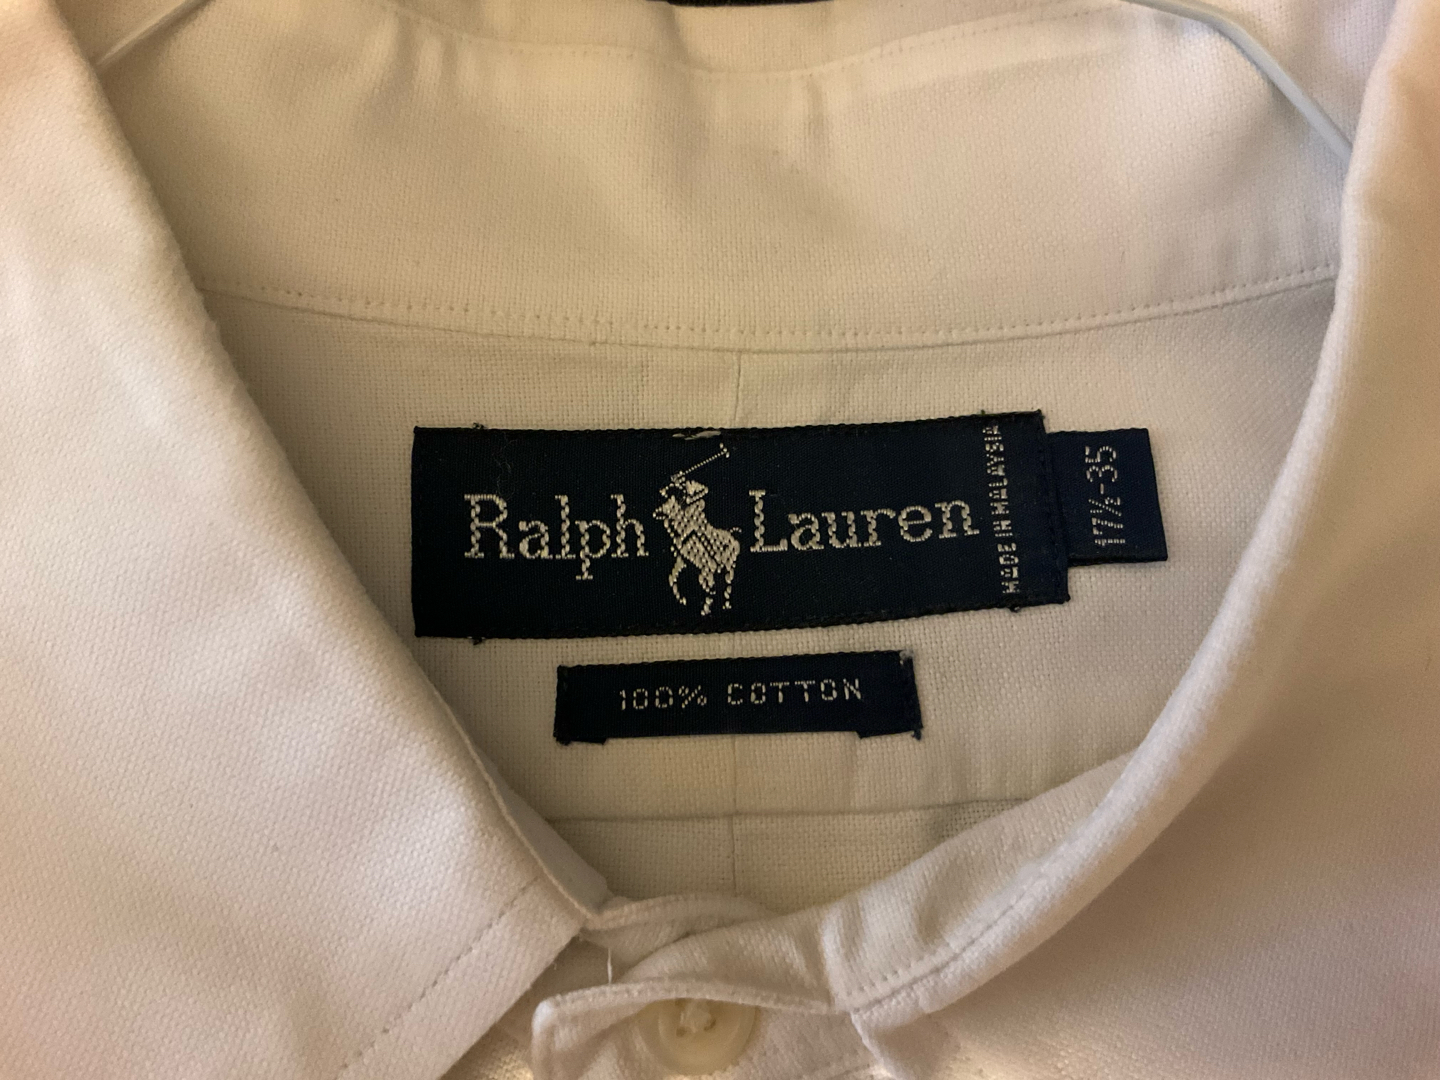 Ralph Lauren
MADE IN MALAYSIA
17½-35
100% COTTON